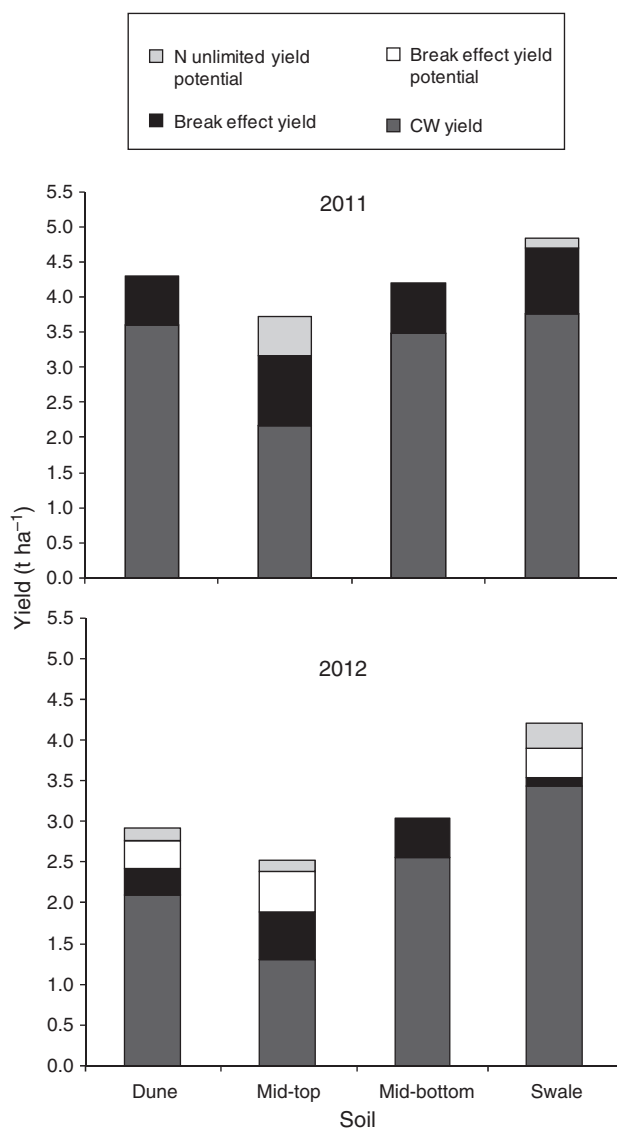 N unlimited yield
potential
Break effect yield
potential
Break effect yield
CW yield
Yield (t ha⁻¹)
2011
5.5
5.0
4.5
4.0
3.5
3.0
2.5
2.0
1.5
1.0
0.5
0.0
2012
5.5
5.0
4.5
4.0
3.5
3.0
2.5
2.0
1.5
1.0
0.5
0.0
Dune Mid-top Mid-bottom Swale
Soil